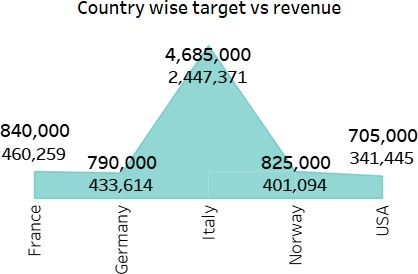 Country wise target vs revenue
4,685,000
2,447,371
840,000
460,259
790,000
433,614
825,000
401,094
705,000
341,445
France
Germany
Italy
Norway
USA